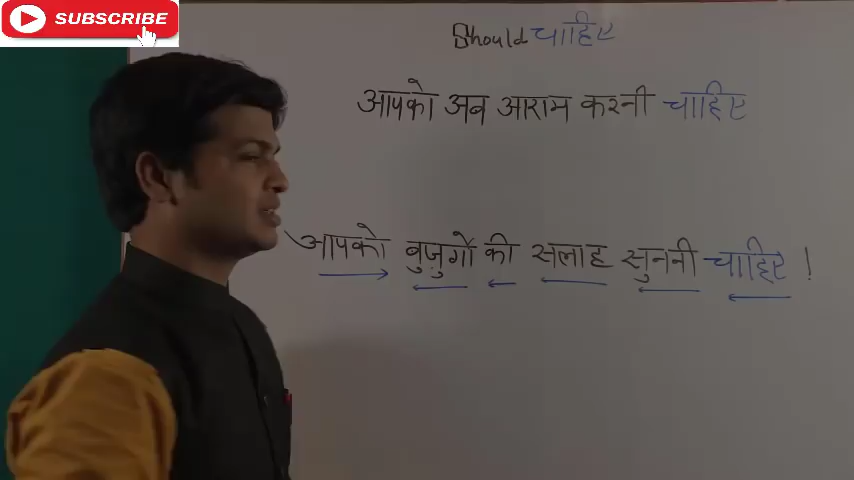 SUBSCRIBE
Should चाहिए
आपको अब आराम करनी चाहिए
आपको बुजुर्गो की सलाह सुननी चाहिए !